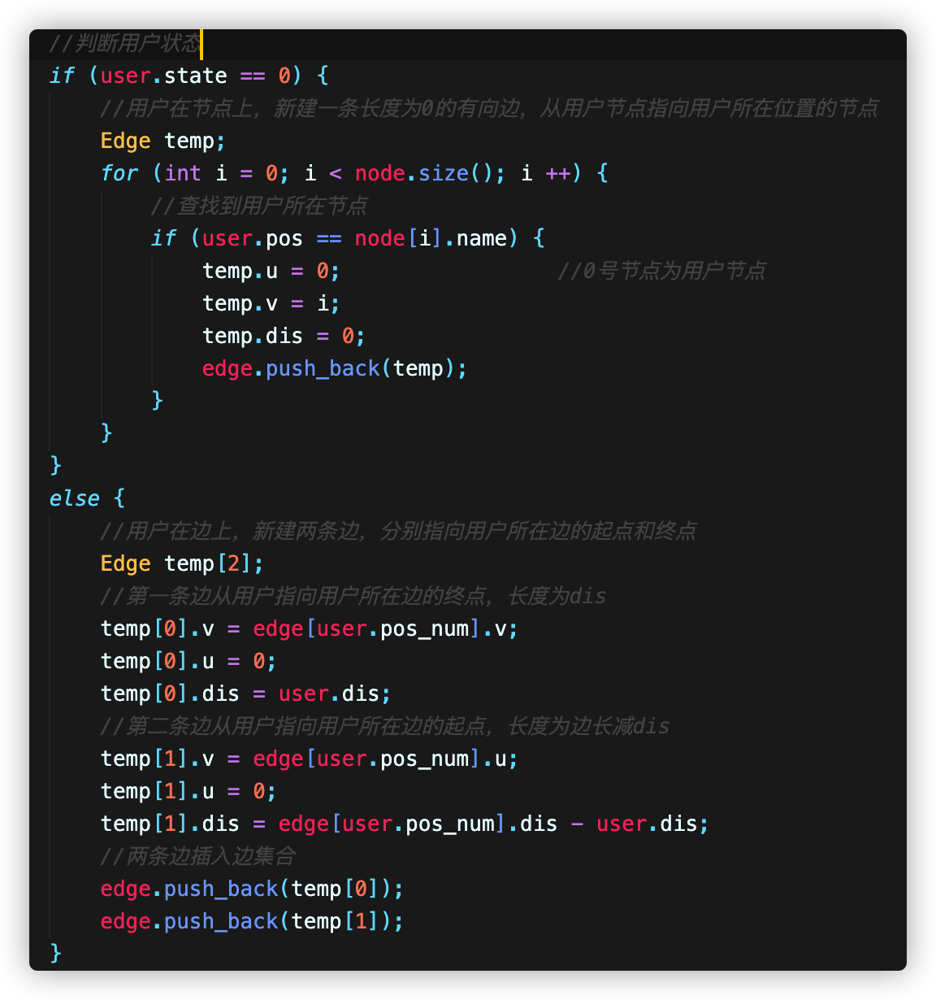 //判断用户状态
if (user.state == 0) {
//用户在节点上，新建一条长度为0的有向边，从用户节点指向用户所在位置的节点
Edge temp;
for (int i = 0; i < node.size(); i ++) {
//查找到用户所在节点
if (user.pos == node[i].name) {
temp.u = 0; //0号节点为用户节点
temp.v = i;
temp.dis = 0;
edge.push_back(temp);
}
}
}
else {
//用户在边上，新建两条边，分别指向用户所在边的起点和终点
Edge temp[2];
//第一条边从用户指向用户所在边的终点，长度为dis
temp[0].v = edge[user.pos_num].v;
temp[0].u = 0;
temp[0].dis = user.dis;
//第二条边从用户指向用户所在边的起点，长度为边长减dis
temp[1].v = edge[user.pos_num].u;
temp[1].u = 0;
temp[1].dis = edge[user.pos_num].dis - user.dis;
//两条边插入边集合
edge.push_back(temp[0]);
edge.push_back(temp[1]);
}